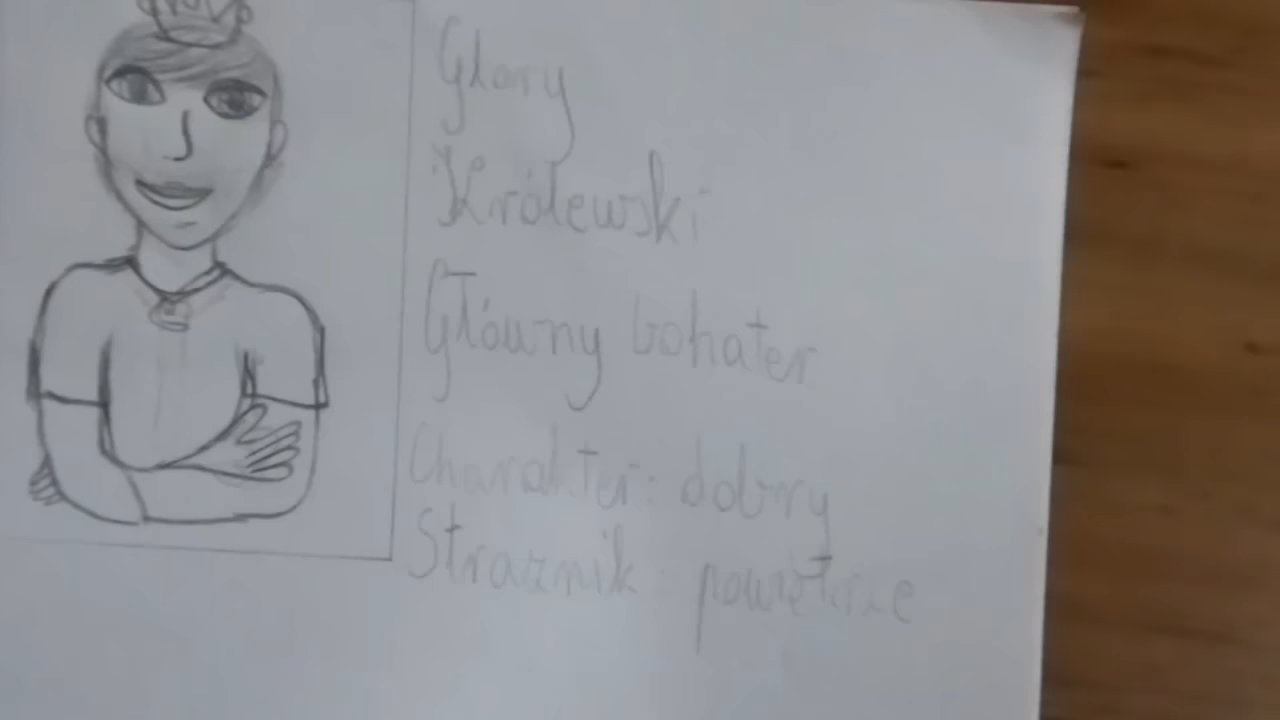 Glory
Królewski
Główny bohater
Charakter: dobry
Strażnik: powietrze